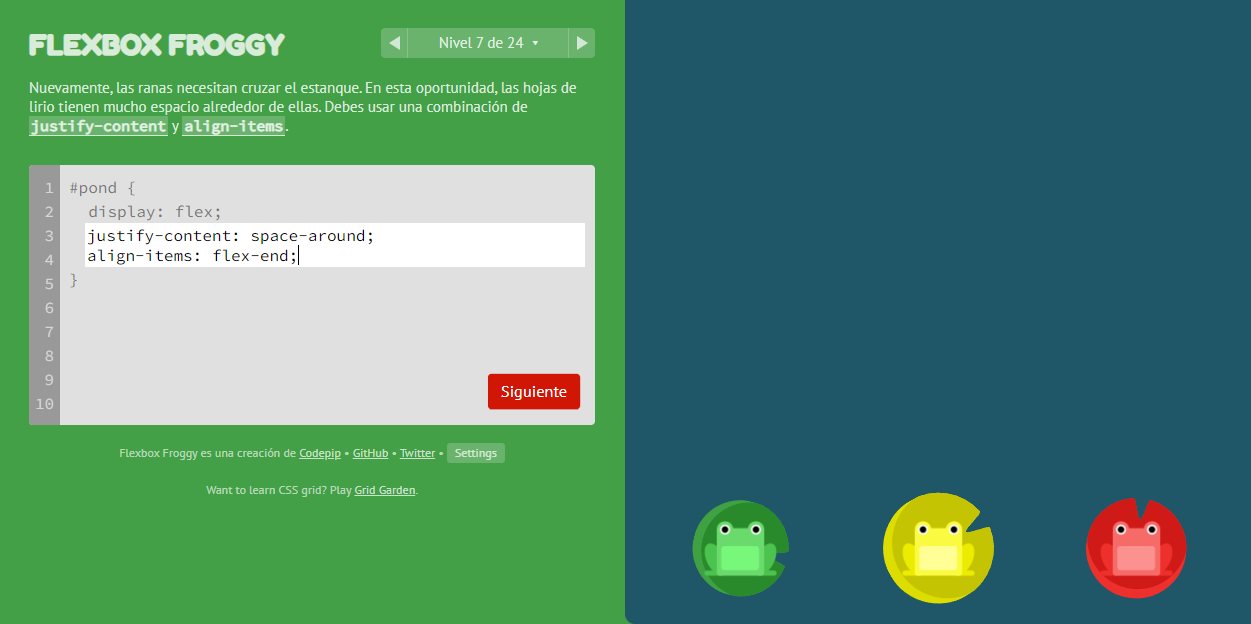 FLEXBOX FROGGY
Nivel 7 de 24
Nuevamente, las ranas necesitan cruzar el estanque. En esta oportunidad, las hojas de
lirio tienen mucho espacio alrededor de ellas. Debes usar una combinación de
justify-content y align-items.
1 #pond {
2 display: flex;
3 justify-content: space-around;
4 align-items: flex-end;
5 }
6
7
8
9
10
Siguiente
Flexbox Froggy es una creación de Codepip • GitHub • Twitter • Settings
Want to learn CSS grid? Play Grid Garden.